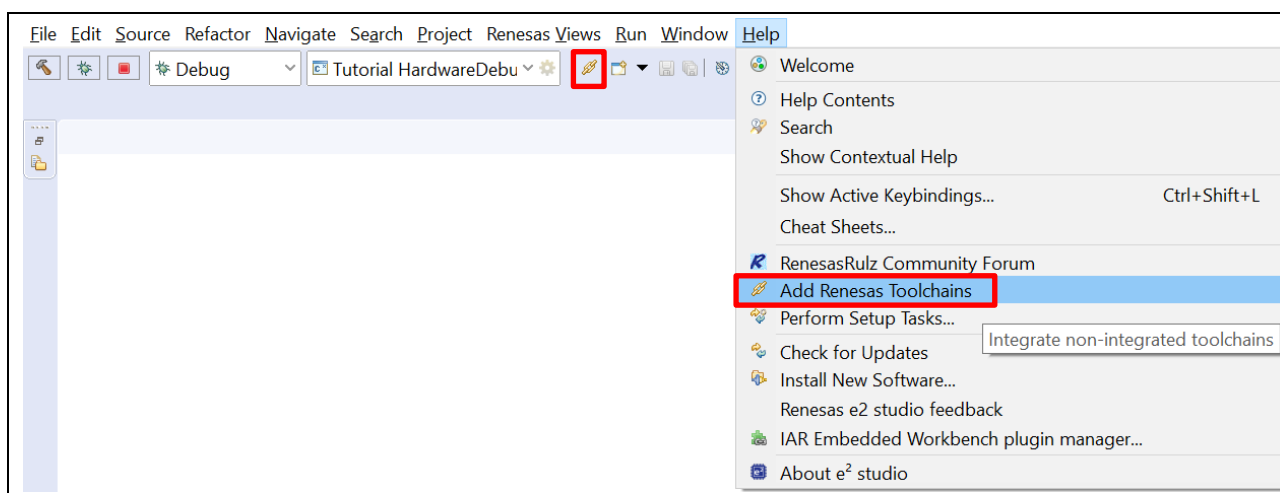 File Edit Source Refactor Navigate Search Project Renesas Views Run Window Help
Debug
Tutorial HardwareDebu
Welcome
Help Contents
Search
Show Contextual Help
Show Active Keybindings... Ctrl+Shift+L
Cheat Sheets...
RenesasRulz Community Forum
Add Renesas Toolchains
Perform Setup Tasks...
Integrate non-integrated toolchains
Check for Updates
Install New Software...
Renesas e2 studio feedback
IAR Embedded Workbench plugin manager...
About e² studio